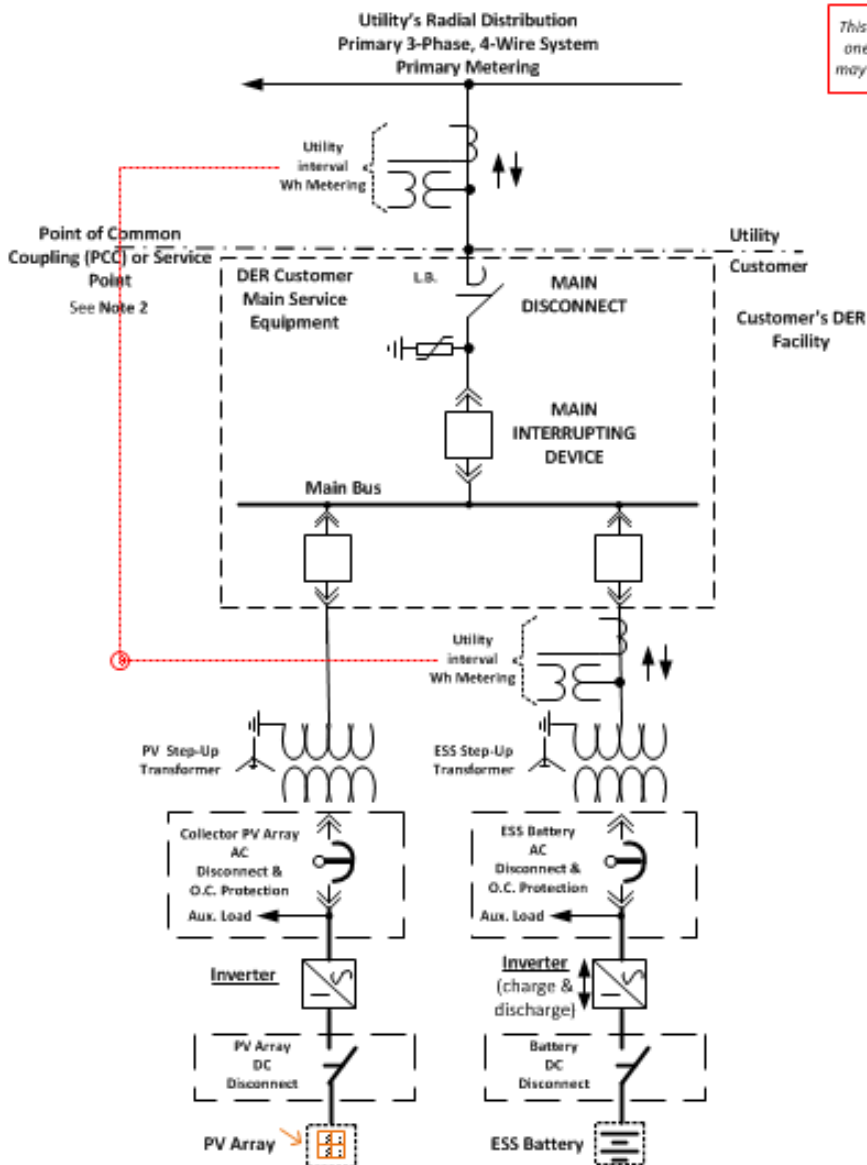 Utility's Radial Distribution
Primary 3-Phase, 4-Wire System
Primary Metering
This
one
may
Utility
interval
Wh Metering
Point of Common
Coupling (PCC) or Service
Point
See Note 2
Utility
Customer
DER Customer
Main Service
Equipment
L.B.
MAIN
DISCONNECT
Customer's DER
Facility
MAIN
INTERRUPTING
DEVICE
Main Bus
Utility
interval
Wh Metering
PV Step-Up
Transformer
ESS Step-Up
Transformer
Collector PV Array
AC
Disconnect &
O.C. Protection
Aux. Load
ESS Battery
AC
Disconnect &
O.C. Protection
Aux. Load
Inverter
Inverter
(charge &
discharge)
PV Array
DC
Disconnect
Battery
DC
Disconnect
PV Array
ESS Battery